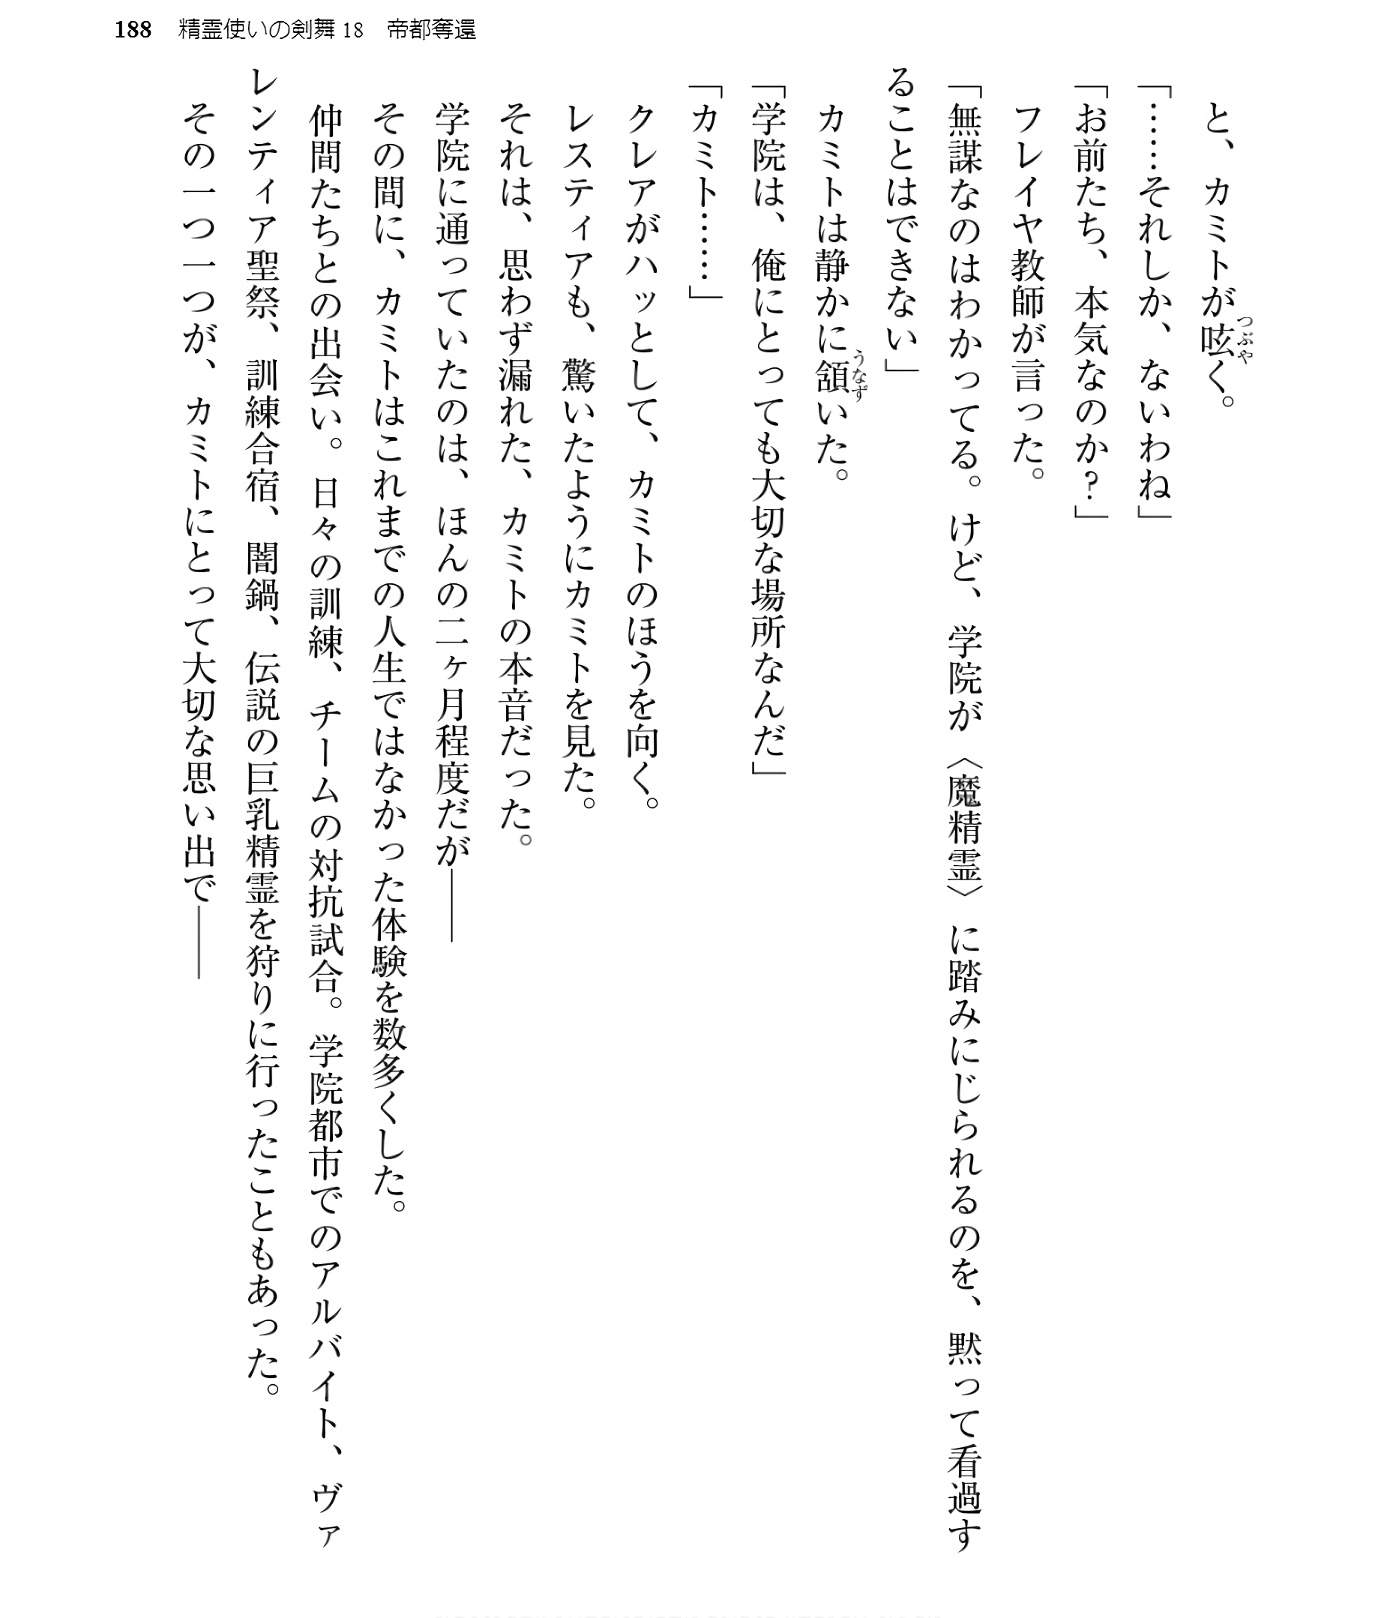 188 精霊使いの剣舞18 帝都奪還
と、カミトが呟く。
つぶや
「……それしか、ないわね」
「お前たち、本気なのか？」
フレイヤ教師が言った。
「無謀なのはわかってる。けど、学院が〈魔精霊〉に踏みにじられるのを、黙って看過す
ることはできない」
カミトは静かに頷いた。
うなず
「学院は、俺にとっても大切な場所なんだ」
「カミト……」
クレアがハッとして、カミトのほうを向く。
レスティアも、驚いたようにカミトを見た。
それは、思わず漏れた、カミトの本音だった。
学院に通っていたのは、ほんの二ヶ月程度だが――
その間に、カミトはこれまでの人生ではなかった体験を数多くした。
仲間たちとの出会い。日々の訓練、チームの対抗試合。学院都市でのアルバイト、ヴァ
レンティア聖祭、訓練合宿、闇鍋、伝説の巨乳精霊を狩りに行ったこともあった。
その一つ一つが、カミトにとって大切な思い出で――